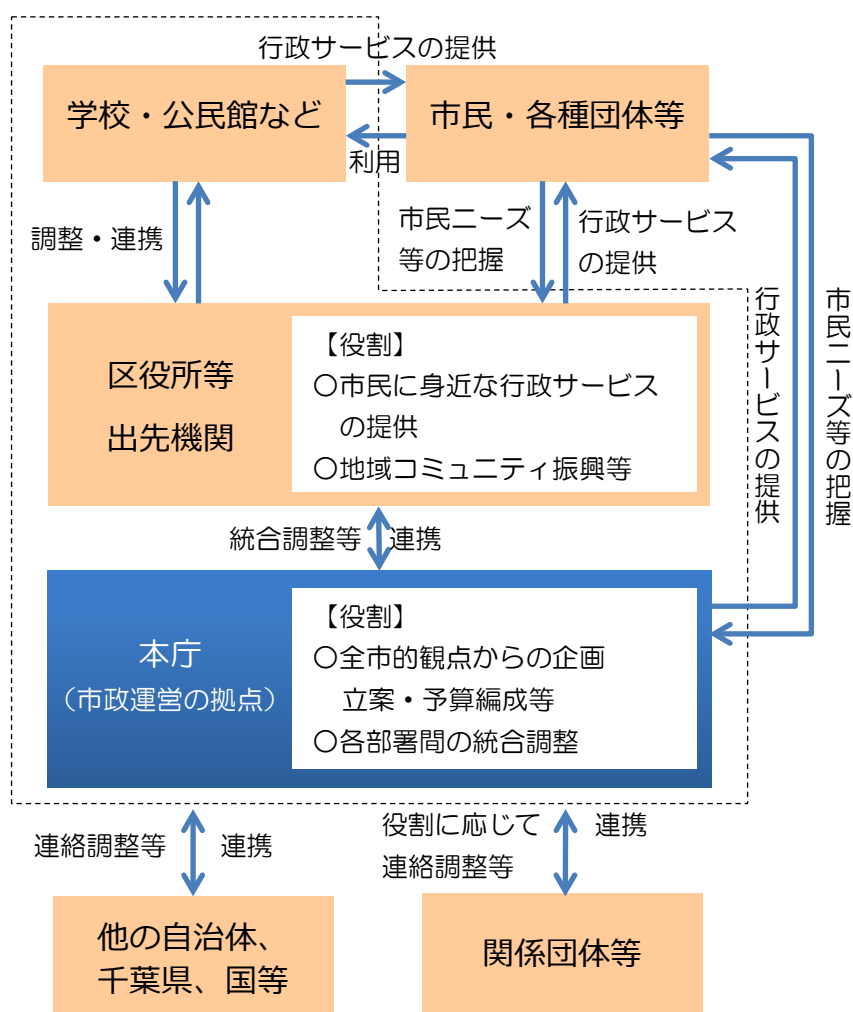 行政サービスの提供
学校・公民館など
市民・各種団体等
利用
調整・連携
市民ニーズ
等の把握
行政サービス
の提供
行政サービスの提供
市民ニーズ等の把握
区役所等
出先機関
【役割】
○市民に身近な行政サービス
の提供
○地域コミュニティ振興等
統合調整等
連携
本庁
（市政運営の拠点）
【役割】
○全市的観点からの企画
立案・予算編成等
○各部署間の統合調整
連絡調整等
連携
役割に応じて
連絡調整等
連携
他の自治体、
千葉県、国等
関係団体等